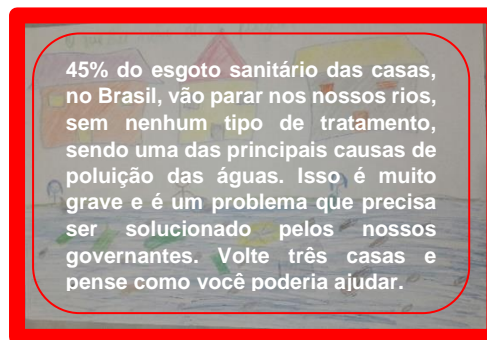 45% do esgoto sanitário das casas,
no Brasil, vão parar nos nossos rios,
sem nenhum tipo de tratamento,
sendo uma das principais causas de
poluição das águas. Isso é muito
grave e é um problema que precisa
ser solucionado pelos nossos
governantes. Volte três casas e
pense como você poderia ajudar.